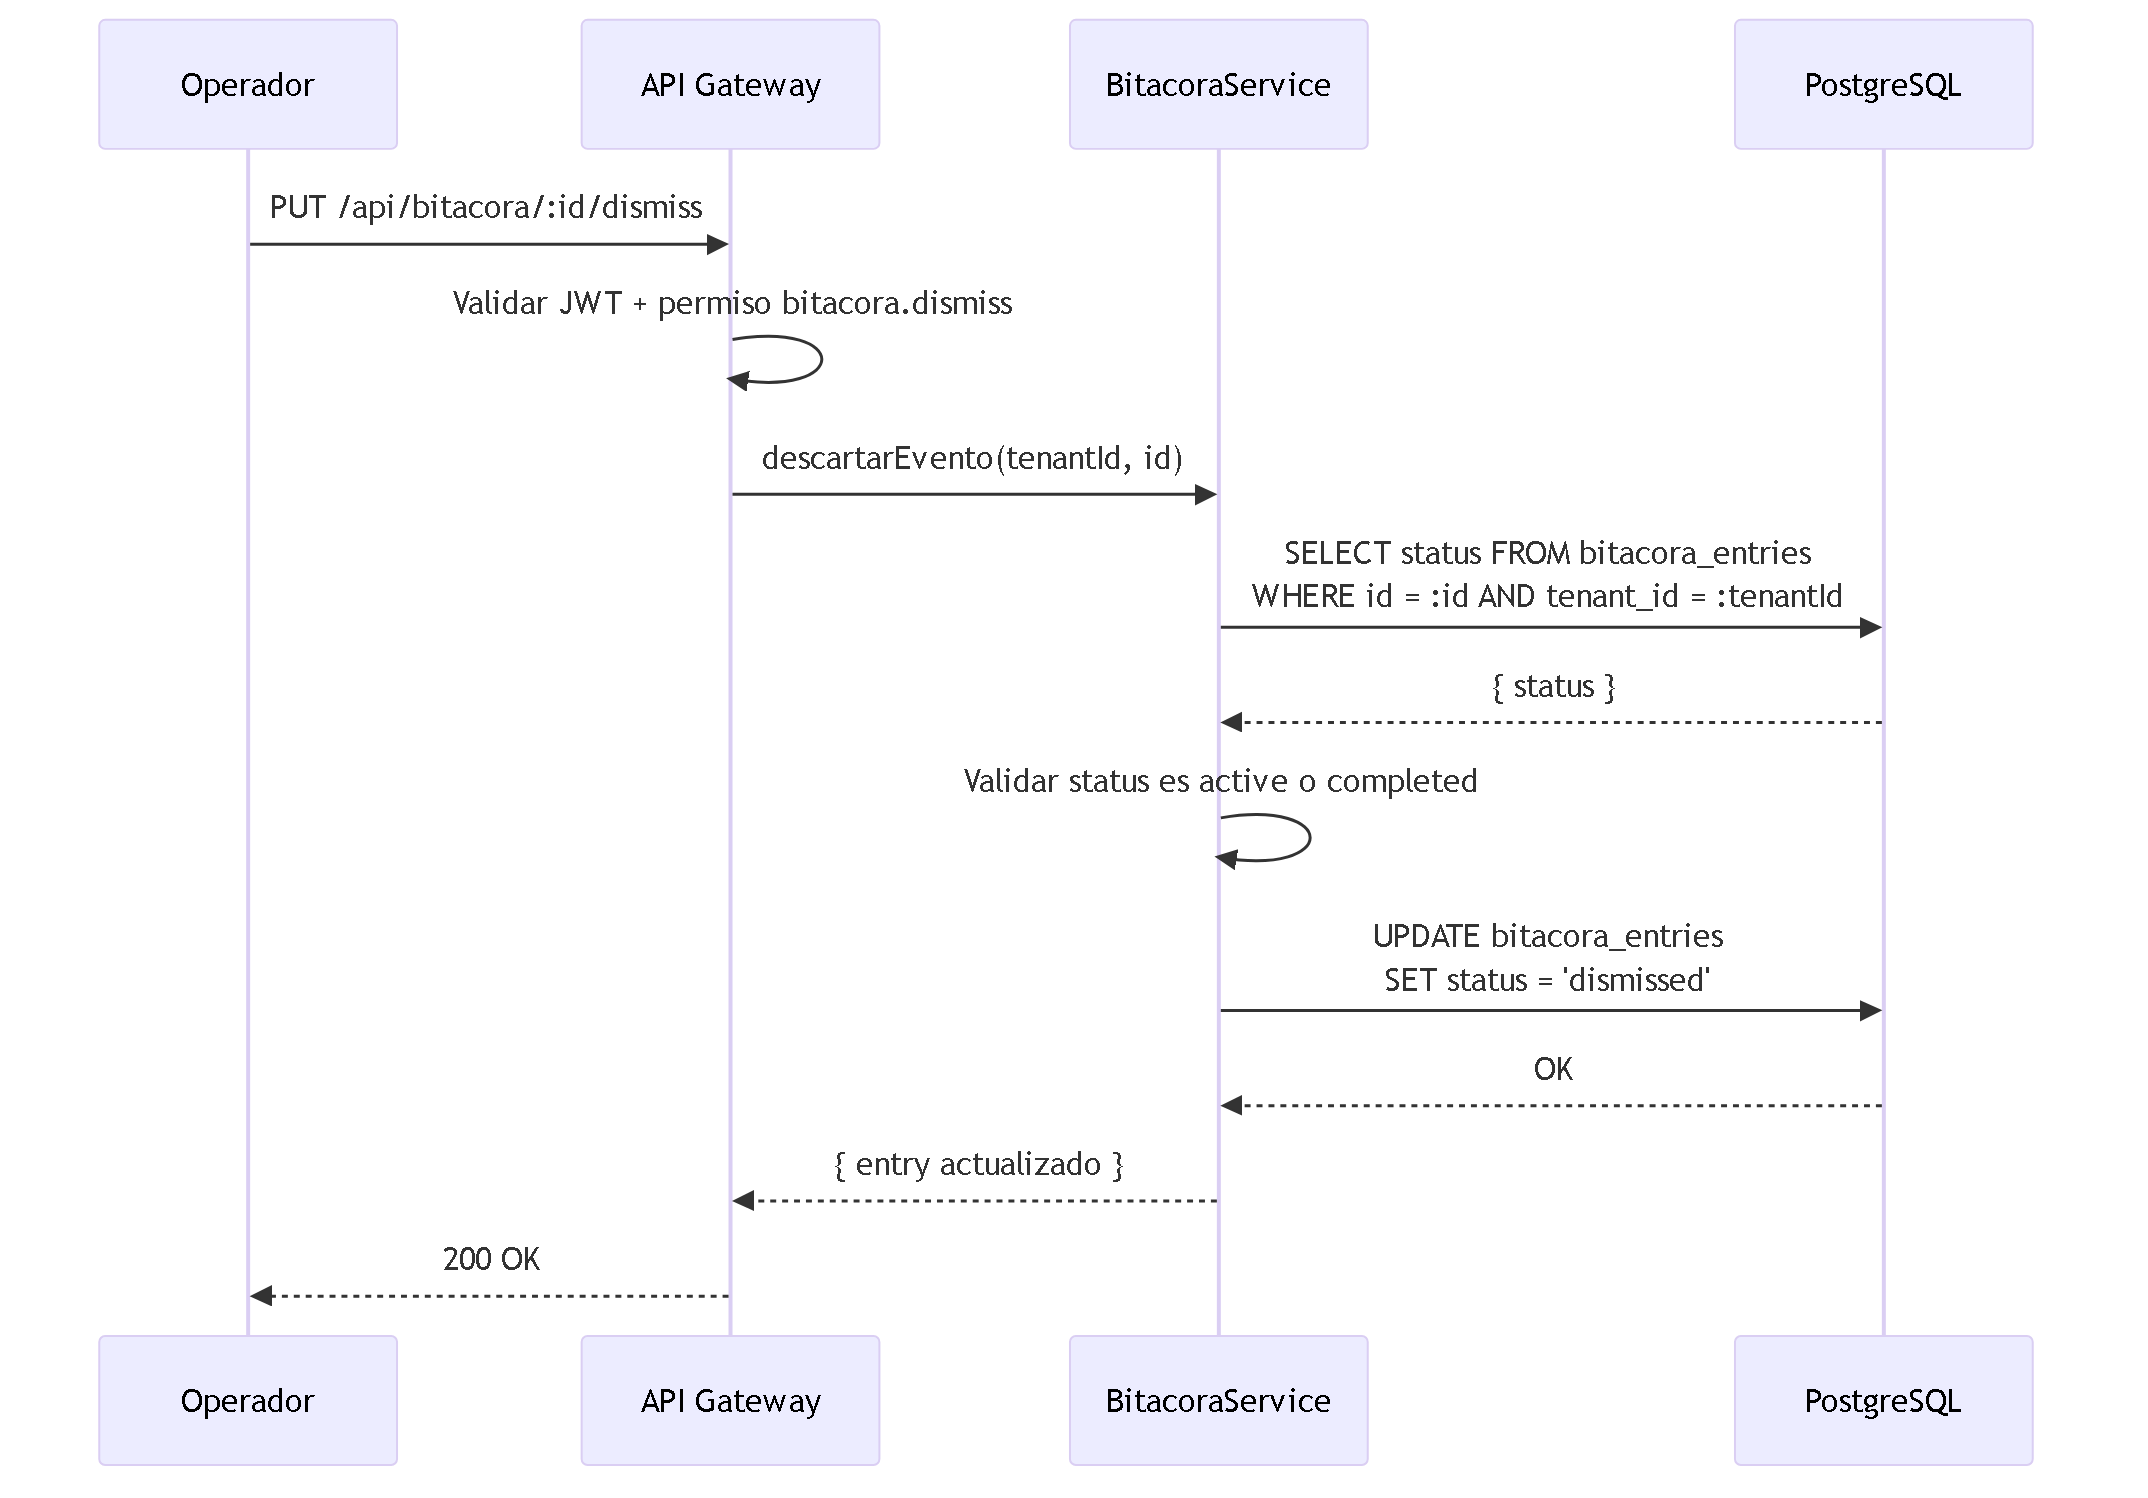 Operador
API Gateway
BitacoraService
PostgreSQL
PUT /api/bitacora/:id/dismiss
Validar JWT + permiso bitacora.dismiss
descartarEvento(tenantId, id)
SELECT status FROM bitacora_entries
WHERE id = :id AND tenant_id = :tenantId
{ status }
Validar status es active o completed
UPDATE bitacora_entries
SET status = 'dismissed'
OK
{ entry actualizado }
200 OK
Operador
API Gateway
BitacoraService
PostgreSQL